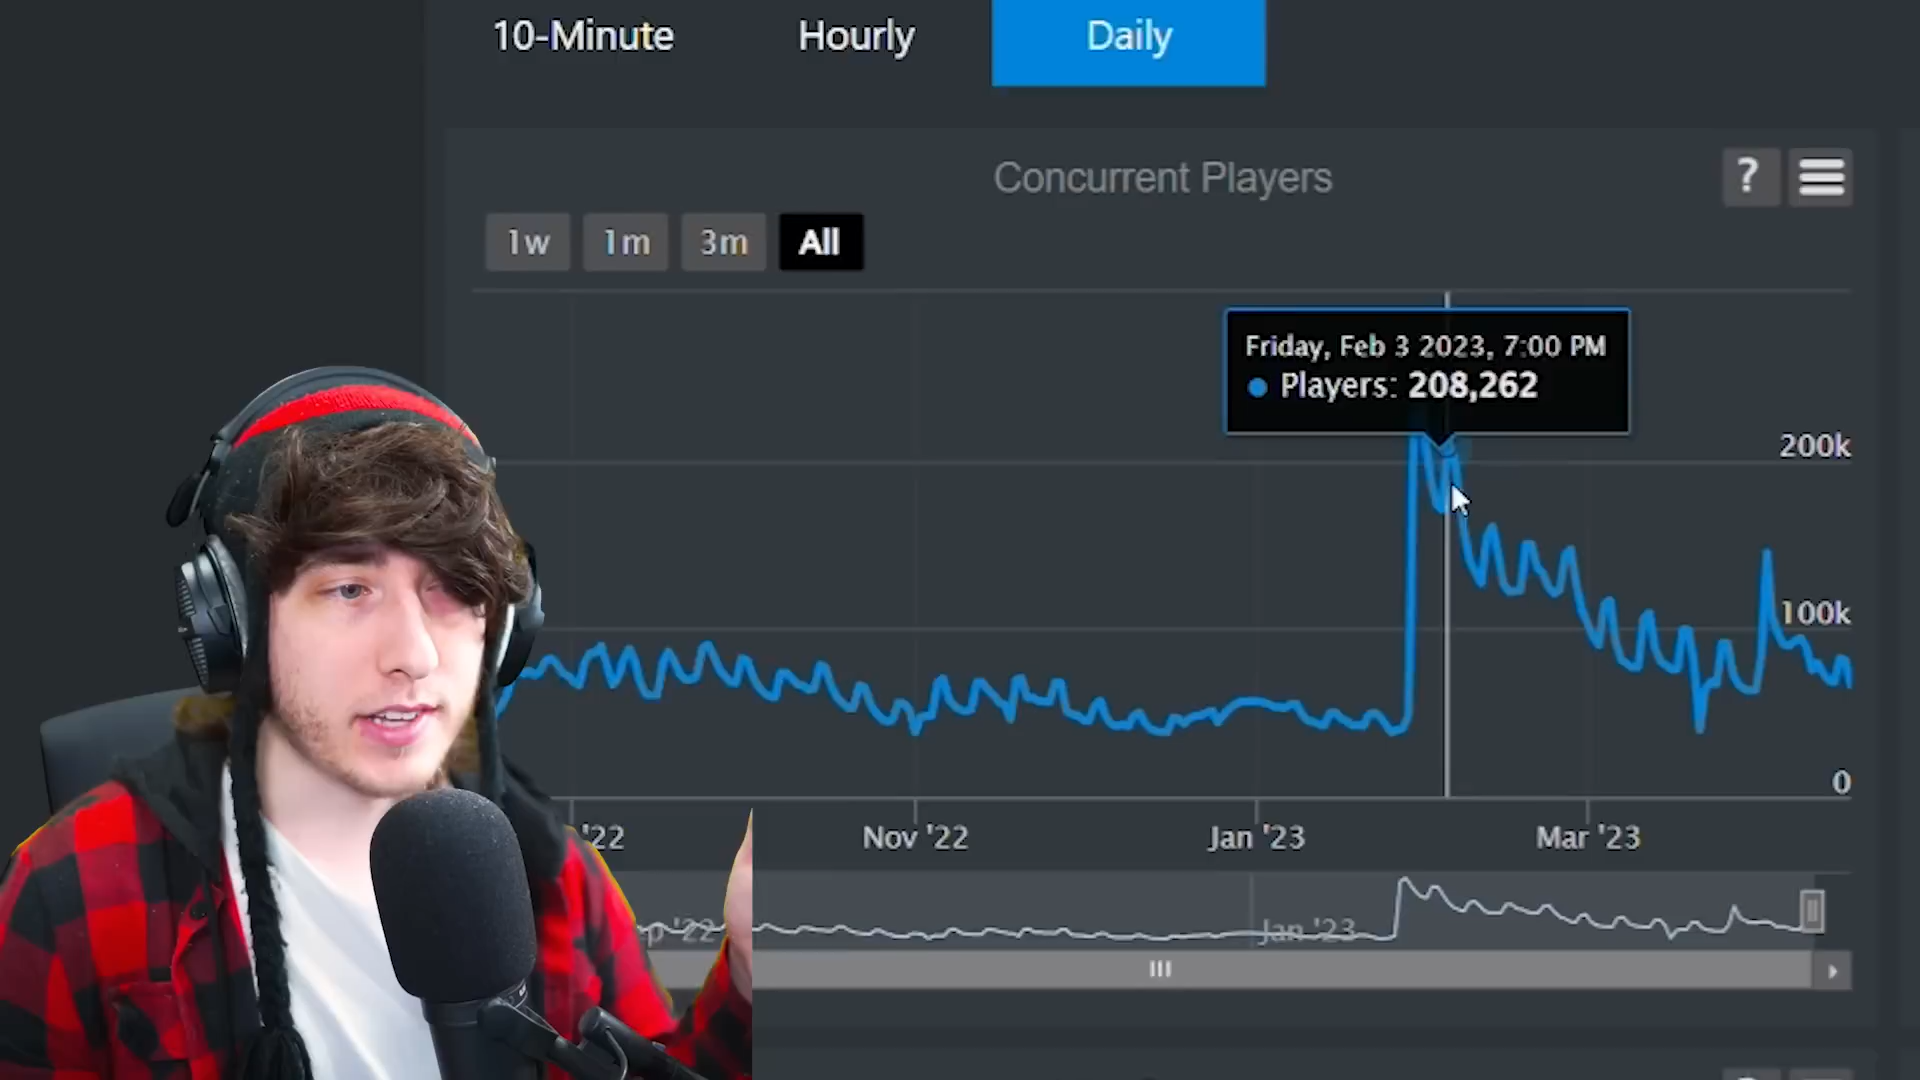 10-Minute Hourly Daily
Concurrent Players
?
1w 1m 3m All
Friday, Feb 3 2023, 7:00 PM
Players: 208,262
200k
100k
0
'22 Nov '22 Jan '23 Mar '23
p '22 Jan '23